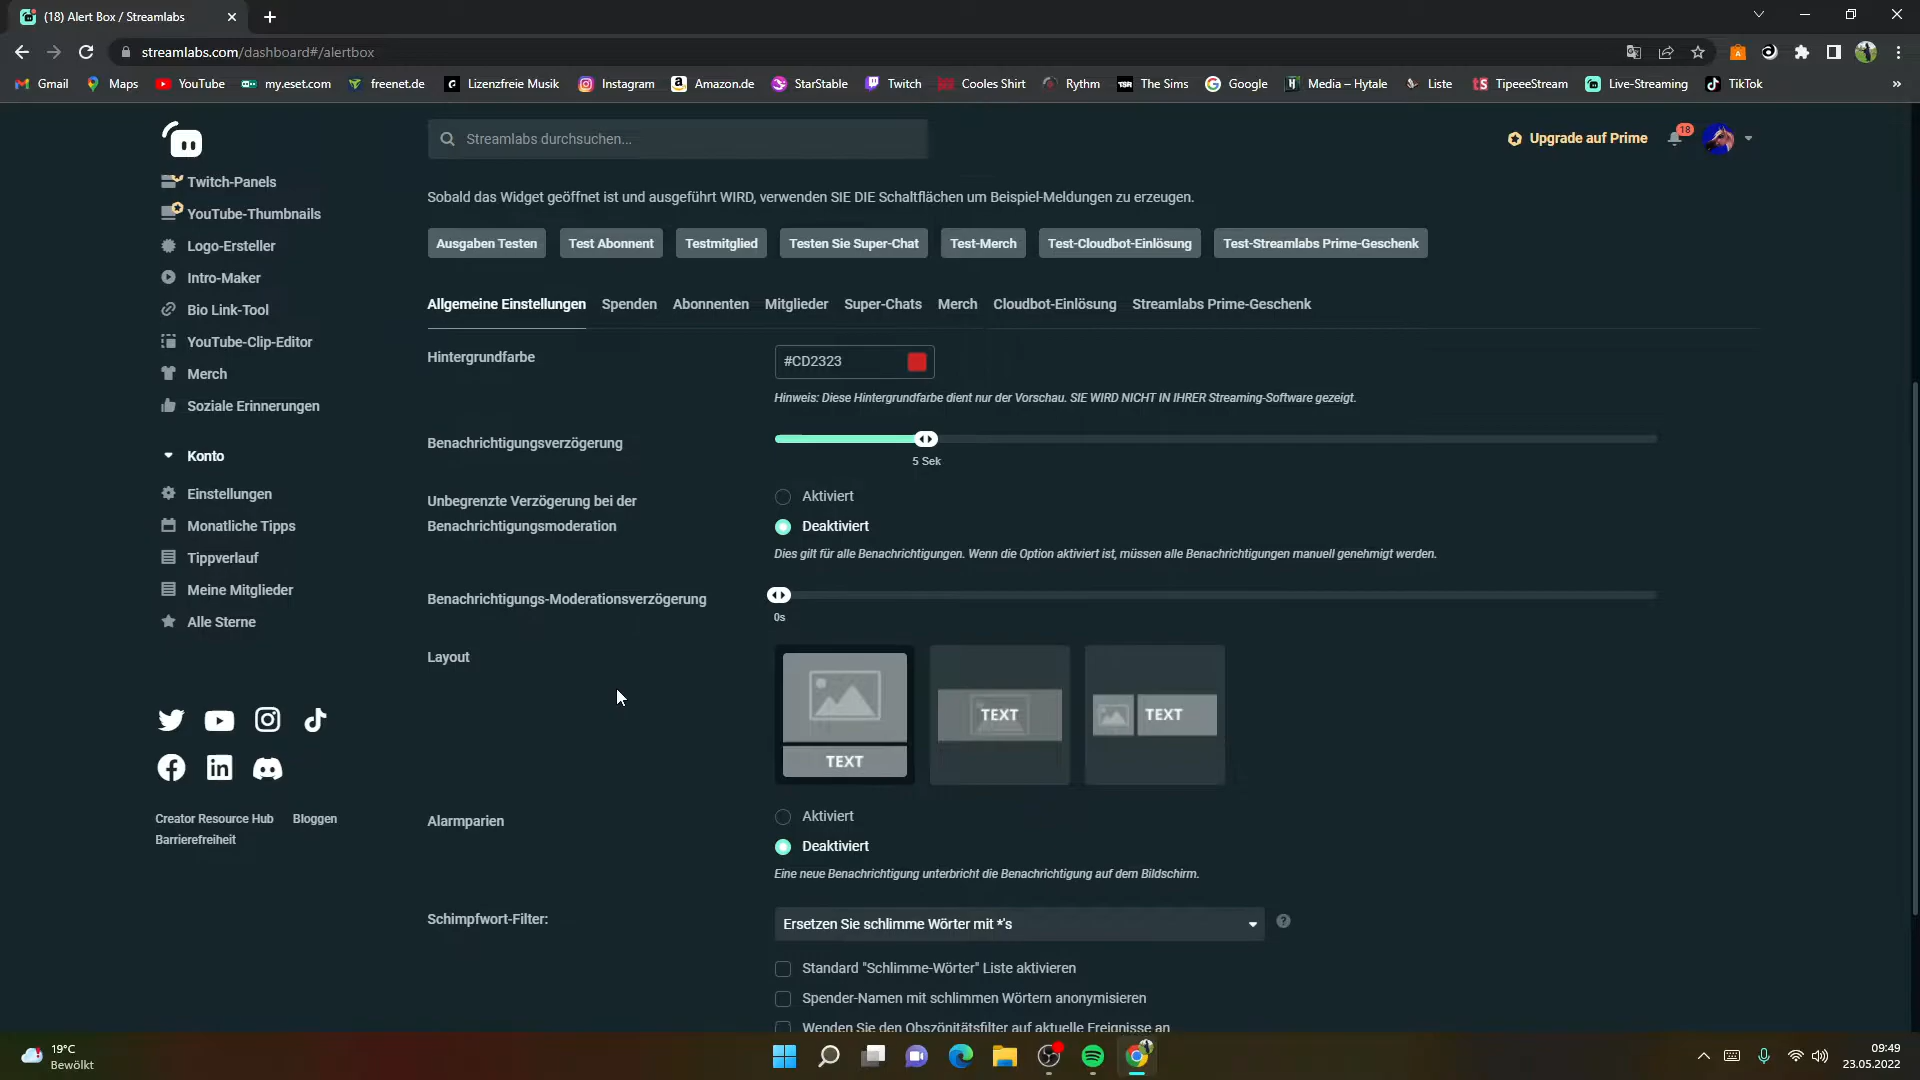 (18) Alert Box / Streamlabs
streamlabs.com/dashboard#/alertbox
Gmail
Maps
YouTube
my.eset.com
freenet.de
Lizenzfreie Musik
Instagram
Amazon.de
StarStable
Twitch
Cooles Shirt
Rythm
The Sims
Google
Media – Hytale
Liste
TipeeeStream
Live-Streaming
TikTok
»
Streamlabs durchsuchen...
Upgrade auf Prime
18
Twitch-Panels
YouTube-Thumbnails
Logo-Ersteller
Intro-Maker
Bio Link-Tool
YouTube-Clip-Editor
Merch
Soziale Erinnerungen
Konto
Einstellungen
Monatliche Tipps
Tippverlauf
Meine Mitglieder
Alle Sterne
Creator Resource Hub
Bloggen
Barrierefreiheit
Sobald das Widget geöffnet ist und ausgeführt WIRD, verwenden SIE DIE Schaltflächen um Beispiel-Meldungen zu erzeugen.
Ausgaben Testen
Test Abonnent
Testmitglied
Testen Sie Super-Chat
Test-Merch
Test-Cloudbot-Einlösung
Test-Streamlabs Prime-Geschenk
Allgemeine Einstellungen
Spenden
Abonnenten
Mitglieder
Super-Chats
Merch
Cloudbot-Einlösung
Streamlabs Prime-Geschenk
Hintergrundfarbe
#CD2323
Hinweis: Diese Hintergrundfarbe dient nur der Vorschau. SIE WIRD NICHT IN IHRER Streaming-Software gezeigt.
Benachrichtigungsverzögerung
5 Sek
Unbegrenzte Verzögerung bei der
Benachrichtigungsmoderation
Aktiviert
Deaktiviert
Dies gilt für alle Benachrichtigungen. Wenn die Option aktiviert ist, müssen alle Benachrichtigungen manuell genehmigt werden.
Benachrichtigungs-Moderationsverzögerung
0s
Layout
TEXT
TEXT
TEXT
Alarmparien
Aktiviert
Deaktiviert
Eine neue Benachrichtigung unterbricht die Benachrichtigung auf dem Bildschirm.
Schimpfwort-Filter:
Ersetzen Sie schlimme Wörter mit *'s
?
Standard "Schlimme-Wörter" Liste aktivieren
Spender-Namen mit schlimmen Wörtern anonymisieren
Wenden Sie den Obszönitätsfilter auf aktuelle Ereignisse an
19°C
Bewölkt
09:49
23.05.2022